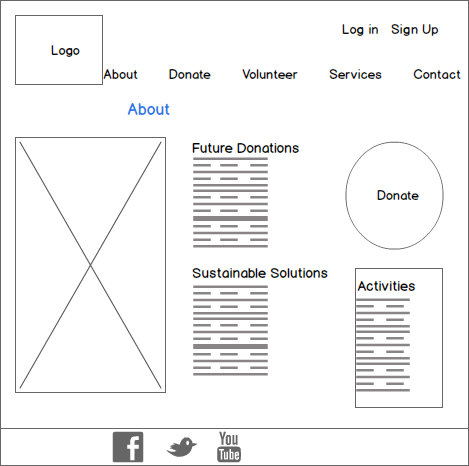 Log in Sign Up
Logo
About Donate Volunteer Services Contact
About
Future Donations
Donate
Sustainable Solutions
Activities
f
You
Tube